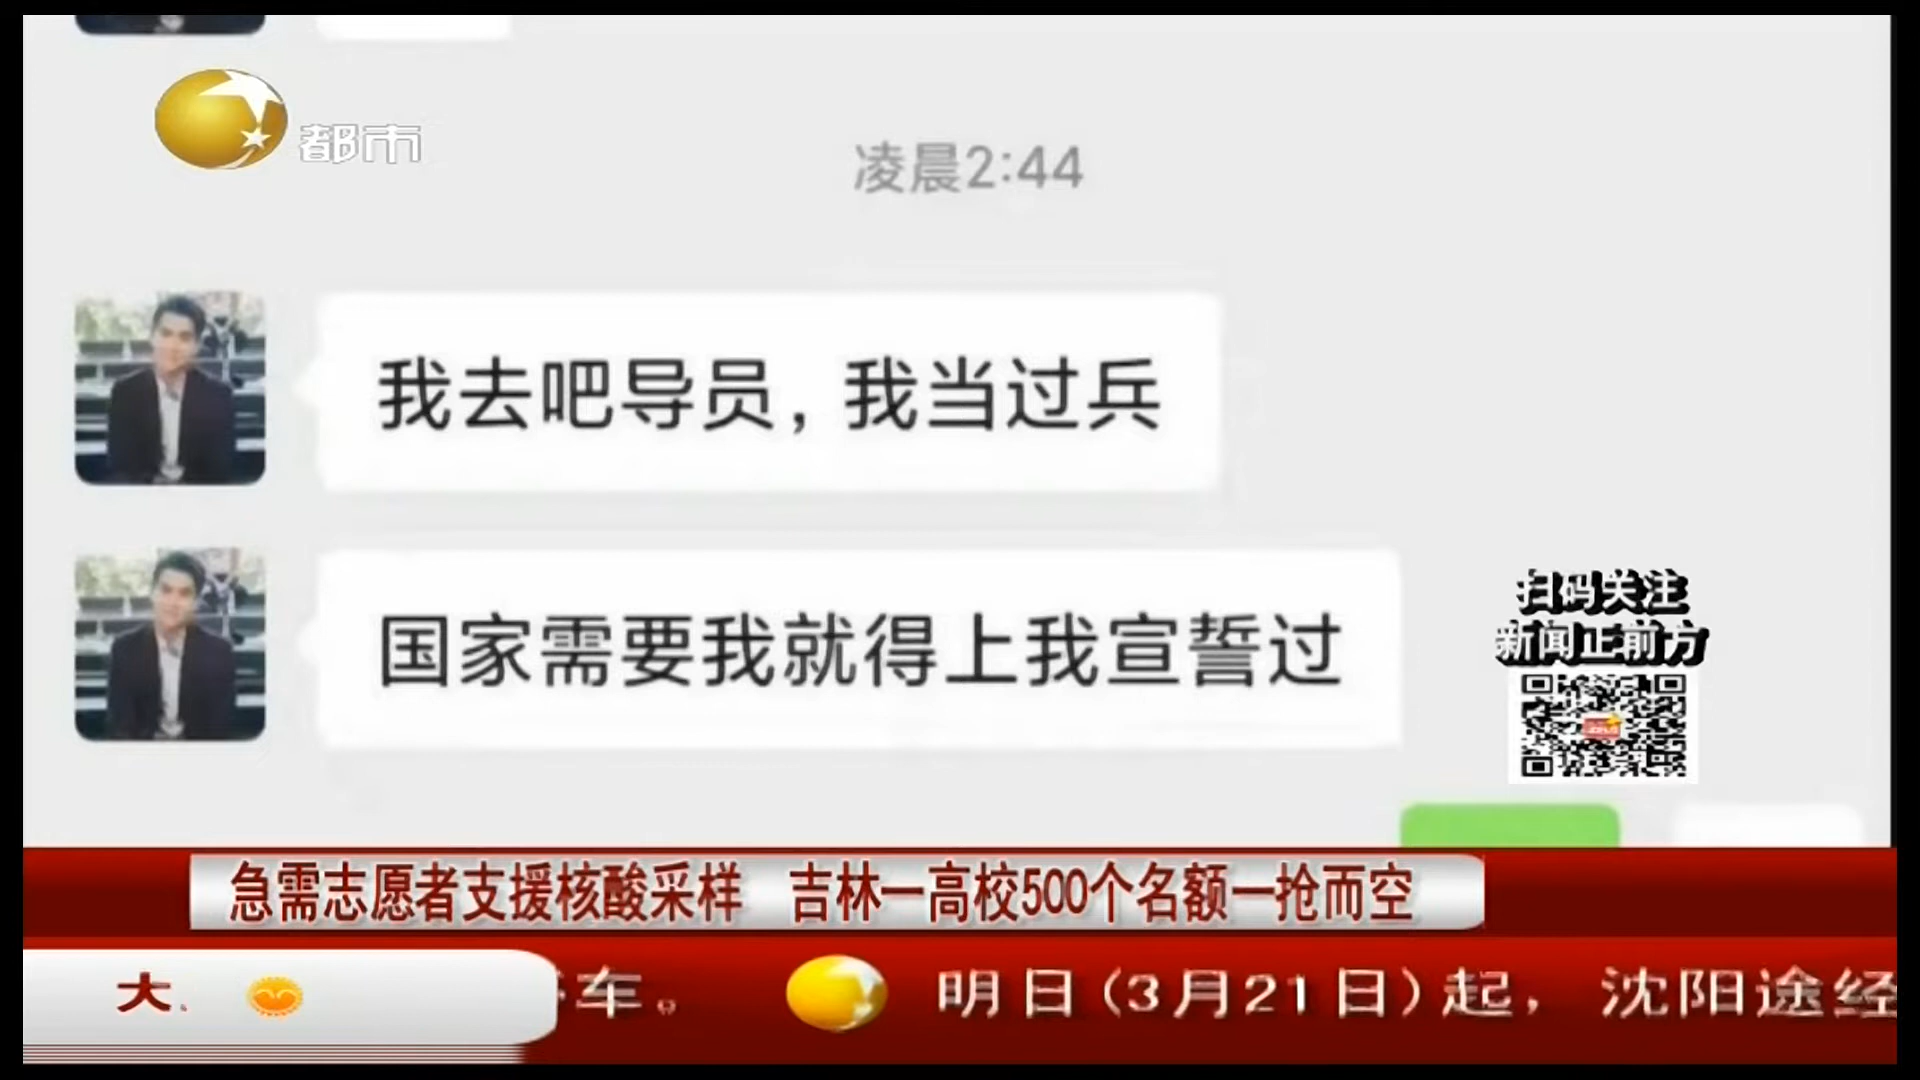 都市
凌晨2:44
我去吧导员，我当过兵
国家需要我就得上我宣誓过
扫码关注
新闻正前方
急需志愿者支援核酸采样 吉林一高校500个名额一抢而空
大
车。 明日(3月21日)起，沈阳途经